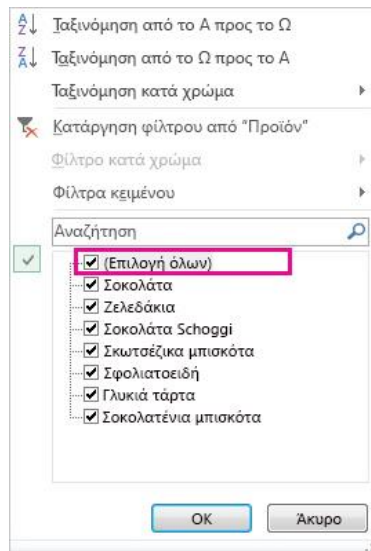 Ταξινόμηση από το Α προς το Ω
Ταξινόμηση από το Ω προς το Α
Ταξινόμηση κατά χρώμα
Κατάργηση φίλτρου από "Προϊόν"
Φίλτρο κατά χρώμα
Φίλτρα κειμένου
Αναζήτηση
(Επιλογή όλων)
Σοκολάτα
Ζελεδάκια
Σοκολάτα Schoggi
Σκωτσέζικα μπισκότα
Σφολιατοειδή
Γλυκιά τάρτα
Σοκολατένια μπισκότα
OK Άκυρο